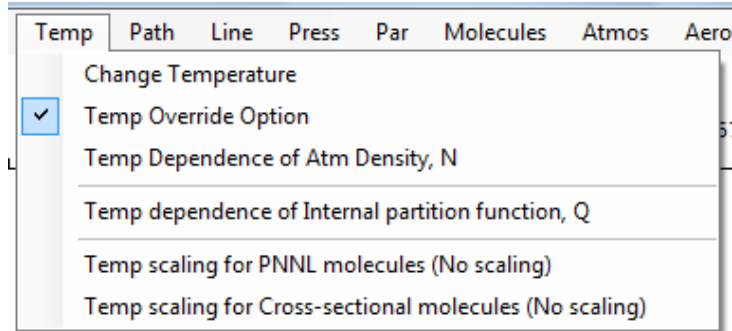 Temp Path Line Press Par Molecules Atmos Aero
Change Temperature
Temp Override Option
Temp Dependence of Atm Density, N
Temp dependence of Internal partition function, Q
Temp scaling for PNNL molecules (No scaling)
Temp scaling for Cross-sectional molecules (No scaling)